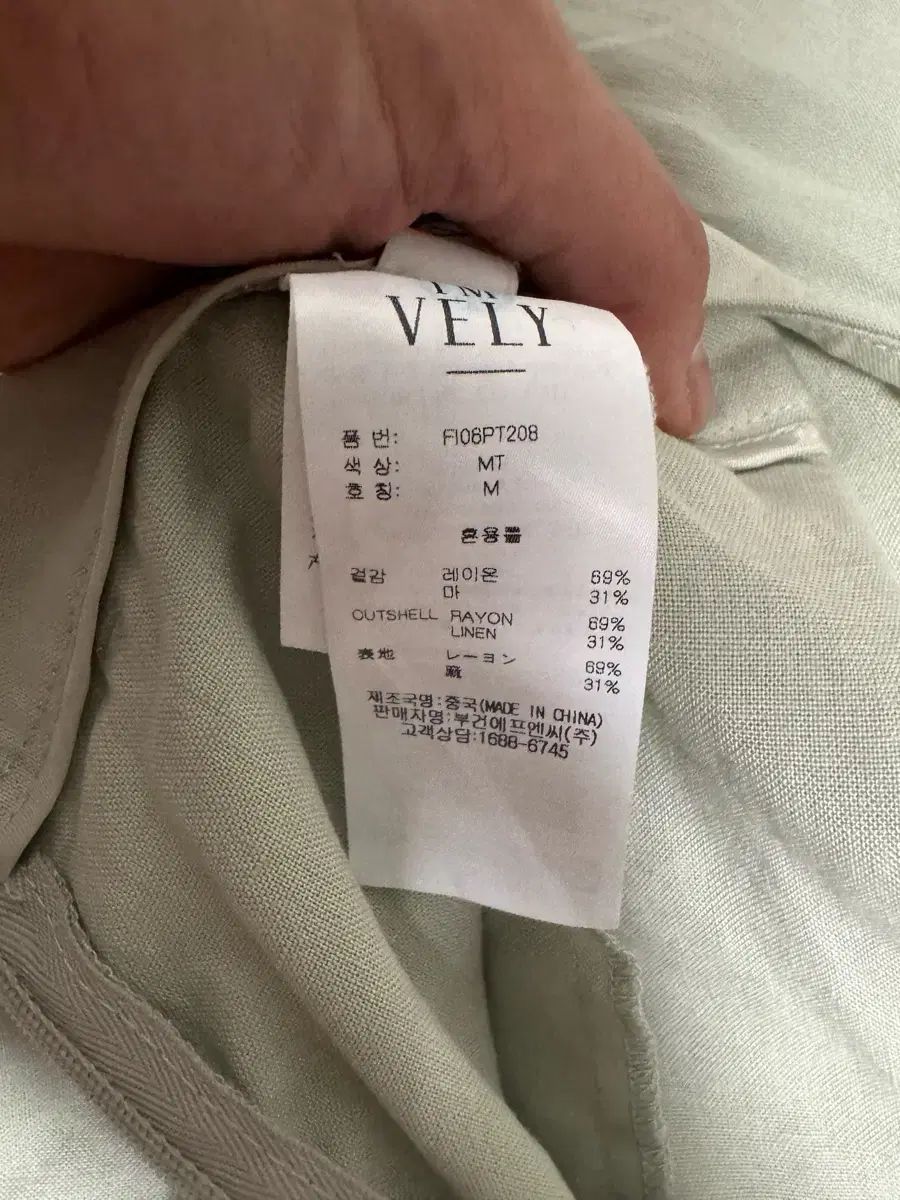 I'M
VELY
품 번: FI06PT208
색 상: MT
호 칭: M
혼용률
겉감 레이온 69%
마 31%
OUTSHELL RAYON 69%
LINEN 31%
表地 レーヨン 69%
麻 31%
제조국명:중국(MADE IN CHINA)
판매자명:부건에프엔씨(주)
고객상담:1688-6745